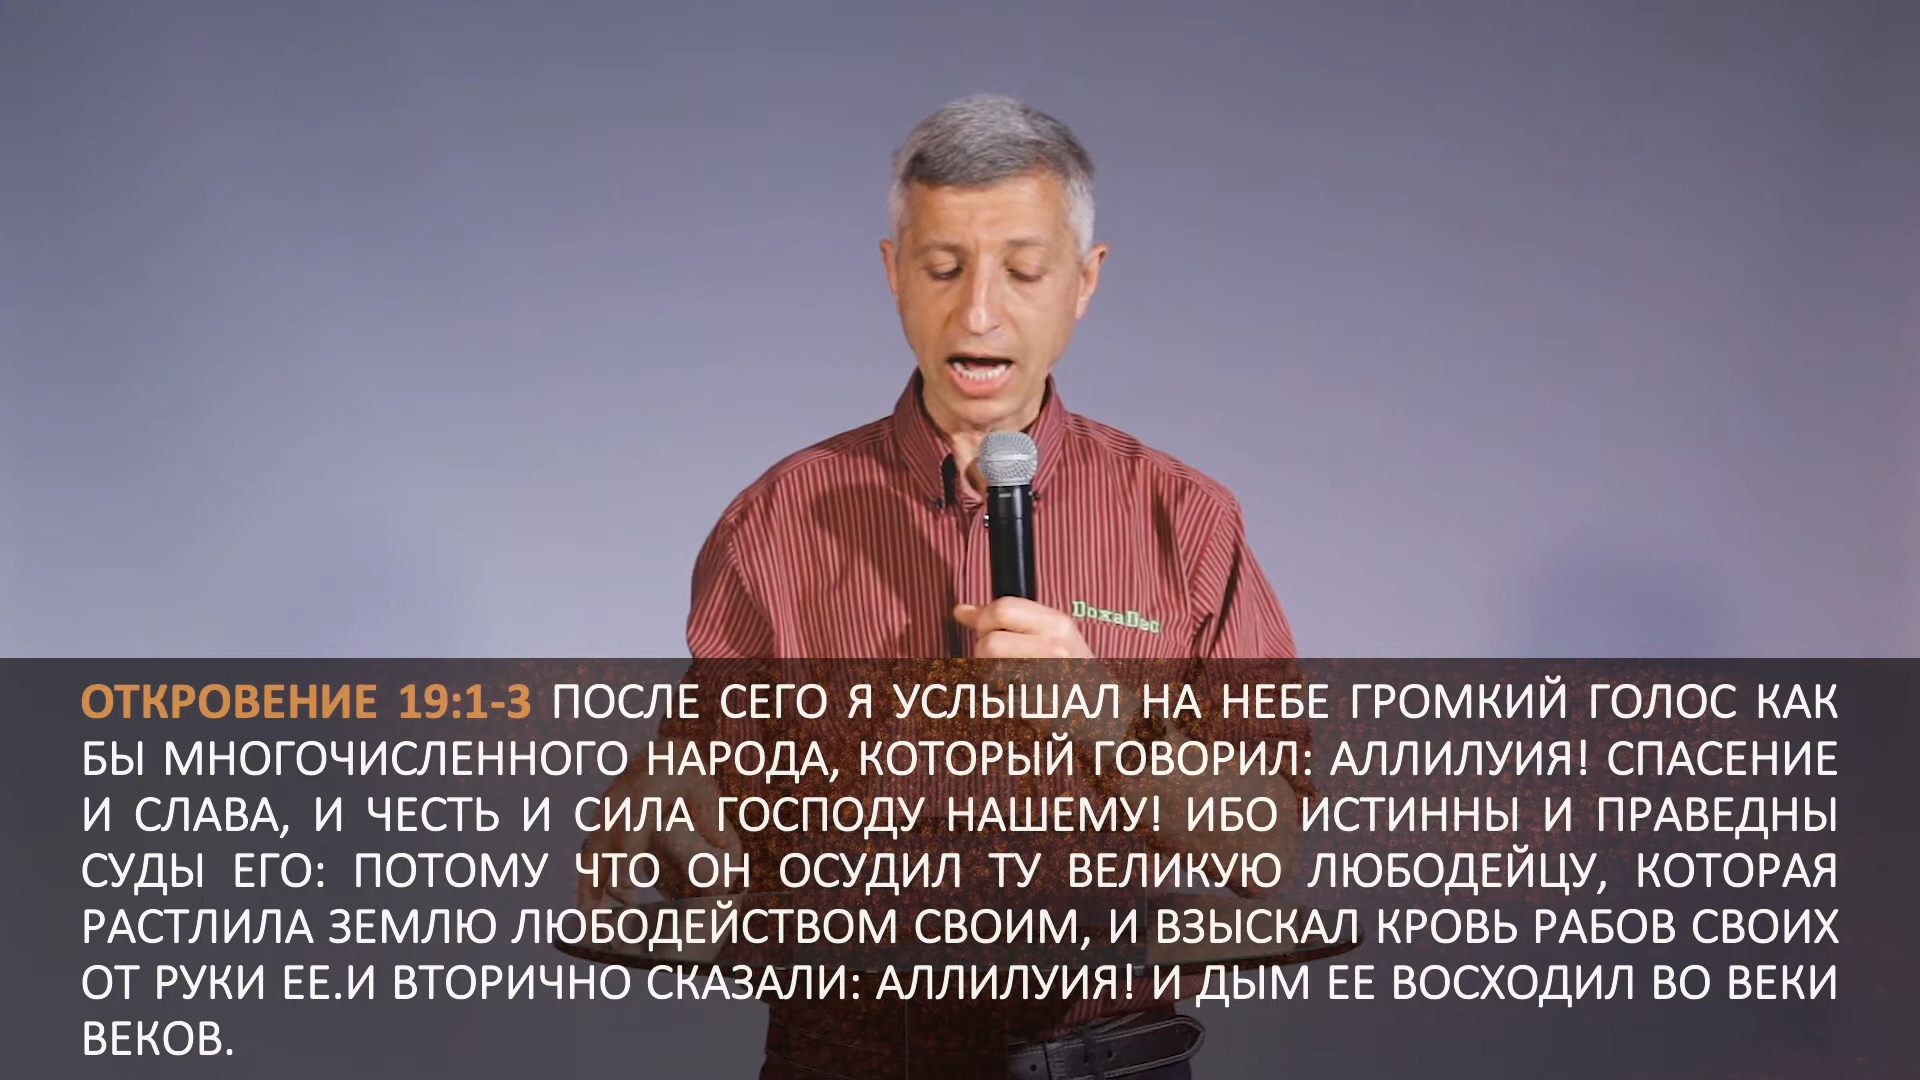 DoxaDeo
ОТКРОВЕНИЕ 19:1-3 ПОСЛЕ СЕГО Я УСЛЫШАЛ НА НЕБЕ ГРОМКИЙ ГОЛОС КАК
БЫ МНОГОЧИСЛЕННОГО НАРОДА, КОТОРЫЙ ГОВОРИЛ: АЛЛИЛУИЯ! СПАСЕНИЕ
И СЛАВА, И ЧЕСТЬ И СИЛА ГОСПОДУ НАШЕМУ! ИБО ИСТИННЫ И ПРАВЕДНЫ
СУДЫ ЕГО: ПОТОМУ ЧТО ОН ОСУДИЛ ТУ ВЕЛИКУЮ ЛЮБОДЕЙЦУ, КОТОРАЯ
РАСТЛИЛА ЗЕМЛЮ ЛЮБОДЕЙСТВОМ СВОИМ, И ВЗЫСКАЛ КРОВЬ РАБОВ СВОИХ
ОТ РУКИ ЕЕ.И ВТОРИЧНО СКАЗАЛИ: АЛЛИЛУИЯ! И ДЫМ ЕЕ ВОСХОДИЛ ВО ВЕКИ
ВЕКОВ.